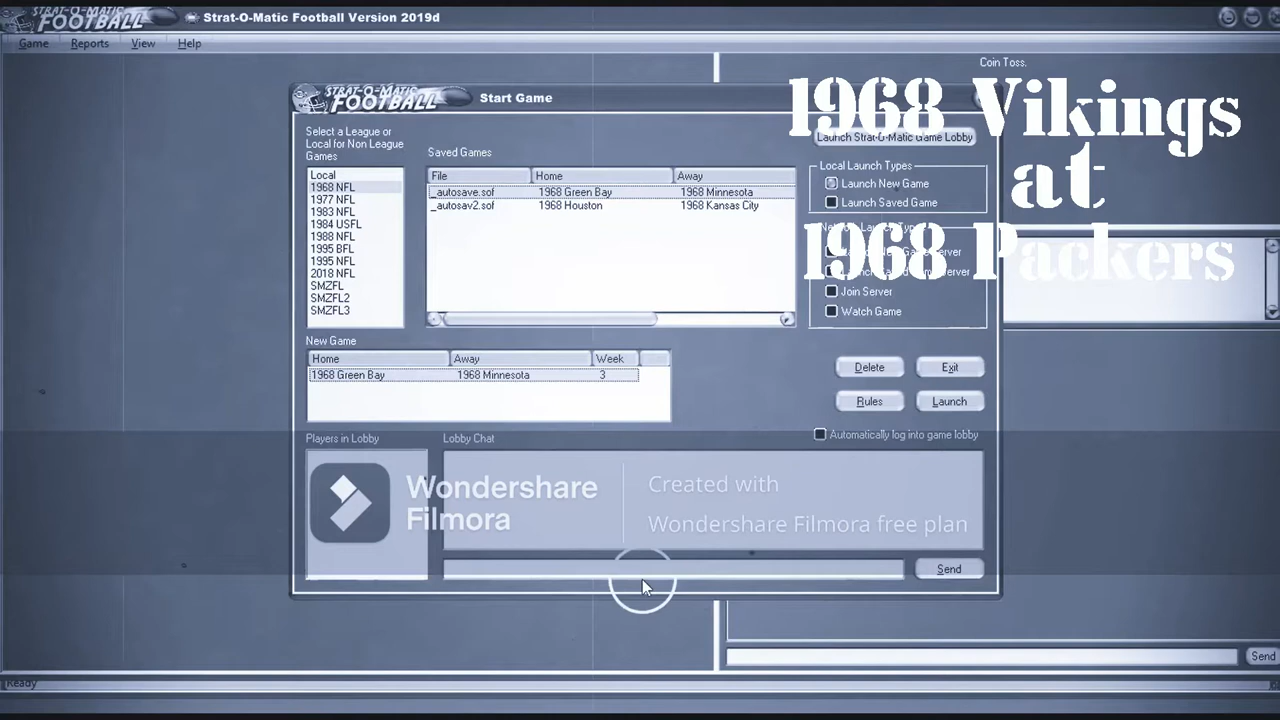 STRAT-O-MATIC
FOOTBALL
Strat-O-Matic Football Version 2019d
Game Reports View Help
Coin Toss.
STRAT-O-MATIC
FOOTBALL
Start Game
1968 Vikings
at
1968 Packers
Select a League or
Local for Non League
Games
Local
1968 NFL
1977 NFL
1983 NFL
1984 USFL
1988 NFL
1995 BFL
1995 NFL
2018 NFL
SMZFL
SMZFL2
SMZFL3
Saved Games
File Home Away
_autosave.sof 1968 Green Bay 1968 Minnesota
_autosav2.sof 1968 Houston 1968 Kansas City
Launch Strat-O-Matic Game Lobby
Local Launch Types
Launch New Game
Launch Saved Game
Join Server
Watch Game
New Game
Home Away Week
1968 Green Bay 1968 Minnesota 3
Delete Exit
Rules Launch
Automatically log into game lobby
Players in Lobby
Lobby Chat
Wondershare
Filmora
Created with
Wondershare Filmora free plan
Send
Send
Ready